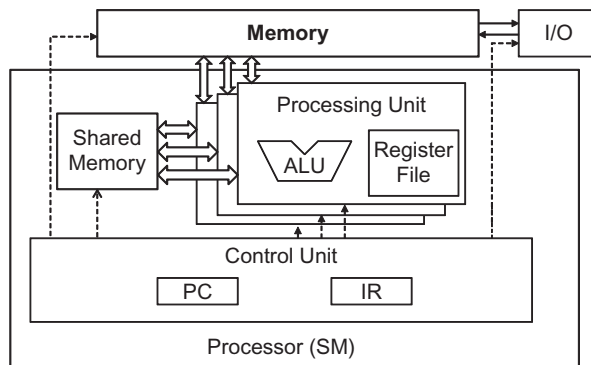 Memory
I/O
Processing Unit
Shared
Memory
ALU
Register
File
Control Unit
PC
IR
Processor (SM)